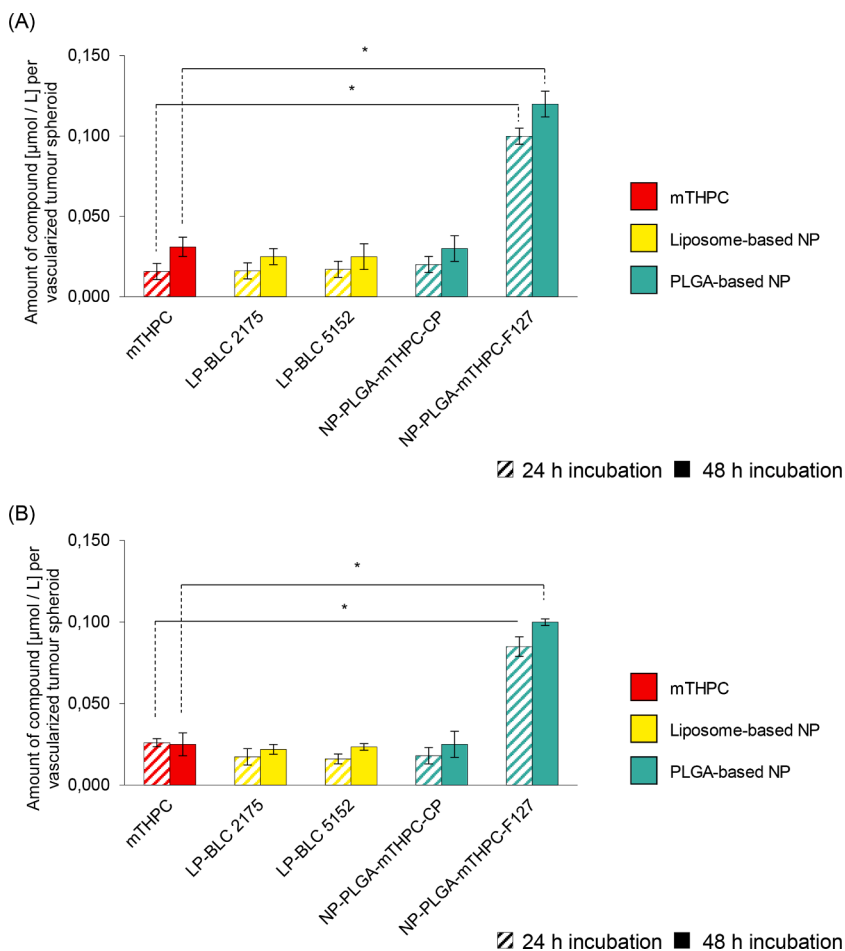 (A)
Amount of compound [µmol / L] per
vascularized tumour spheroid
0,150
0,100
0,050
0,000
*
*
mTHPC
LP-BLC 2175
LP-BLC 5152
NP-PLGA-mTHPC-CP
NP-PLGA-mTHPC-F127
mTHPC
Liposome-based NP
PLGA-based NP
24 h incubation 48 h incubation
(B)
Amount of compound [µmol / L] per
vascularized tumour spheroid
0,150
0,100
0,050
0,000
*
*
mTHPC
LP-BLC 2175
LP-BLC 5152
NP-PLGA-mTHPC-CP
NP-PLGA-mTHPC-F127
mTHPC
Liposome-based NP
PLGA-based NP
24 h incubation 48 h incubation